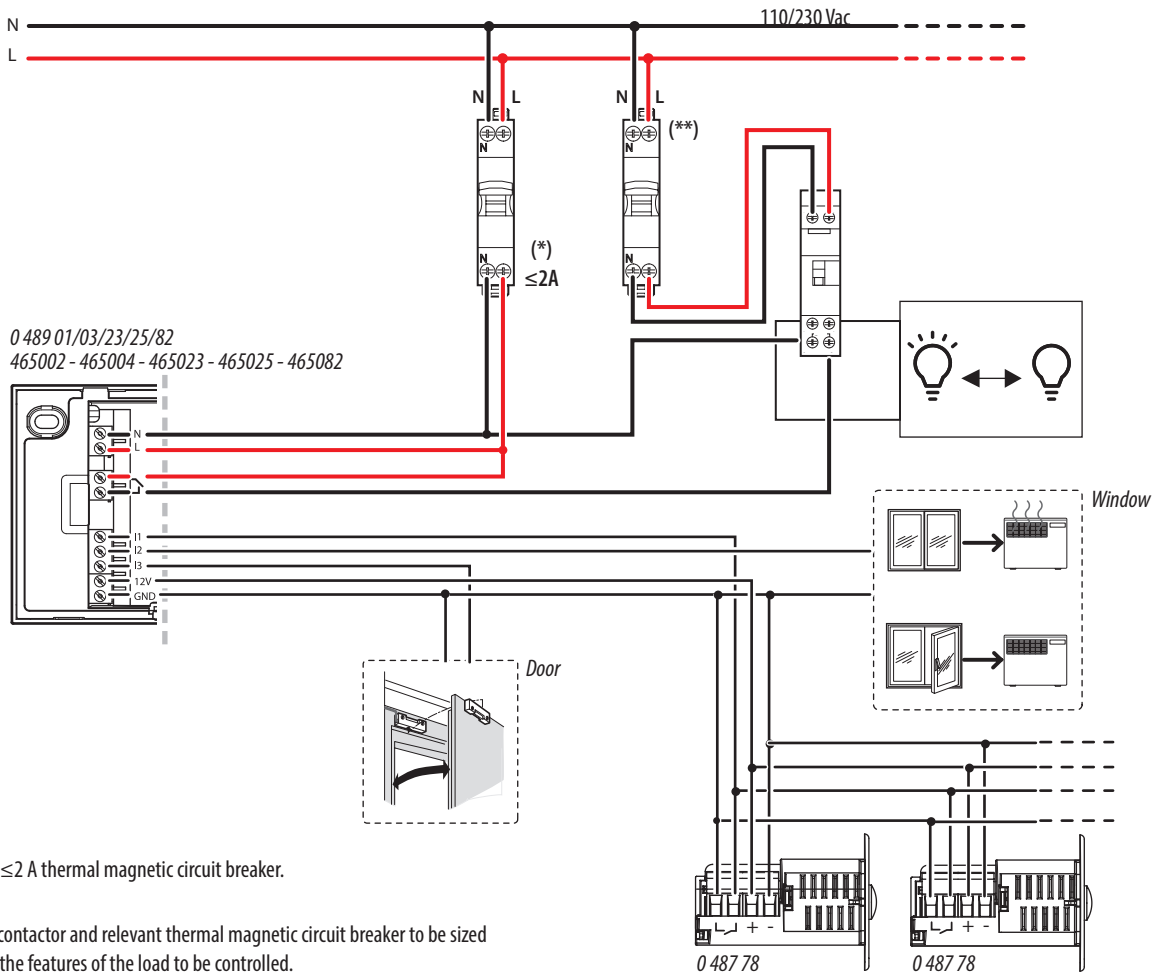 N
110/230 Vac
L
N L
N L
(**)
N
N
N
N
(*)
≤2A
0 489 01/03/23/25/82
465002 - 465004 - 465023 - 465025 - 465082
N
L
Window
I1
I2
I3
12V
GND
Door
≤2 A thermal magnetic circuit breaker.
contactor and relevant thermal magnetic circuit breaker to be sized
the features of the load to be controlled.
+ -
+ -
0 487 78
0 487 78